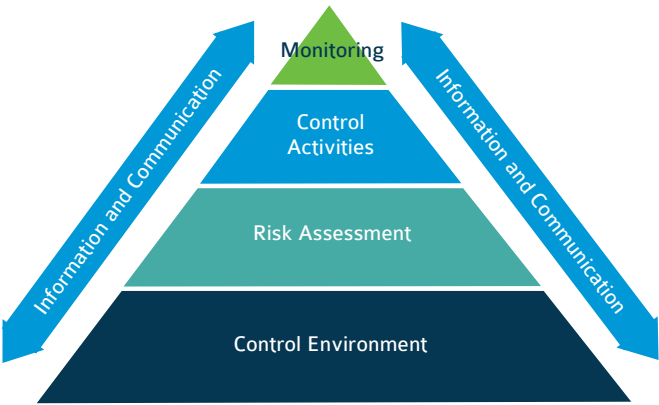 Monitoring
Information and Communication
Information and Communication
Control
Activities
Risk Assessment
Control Environment